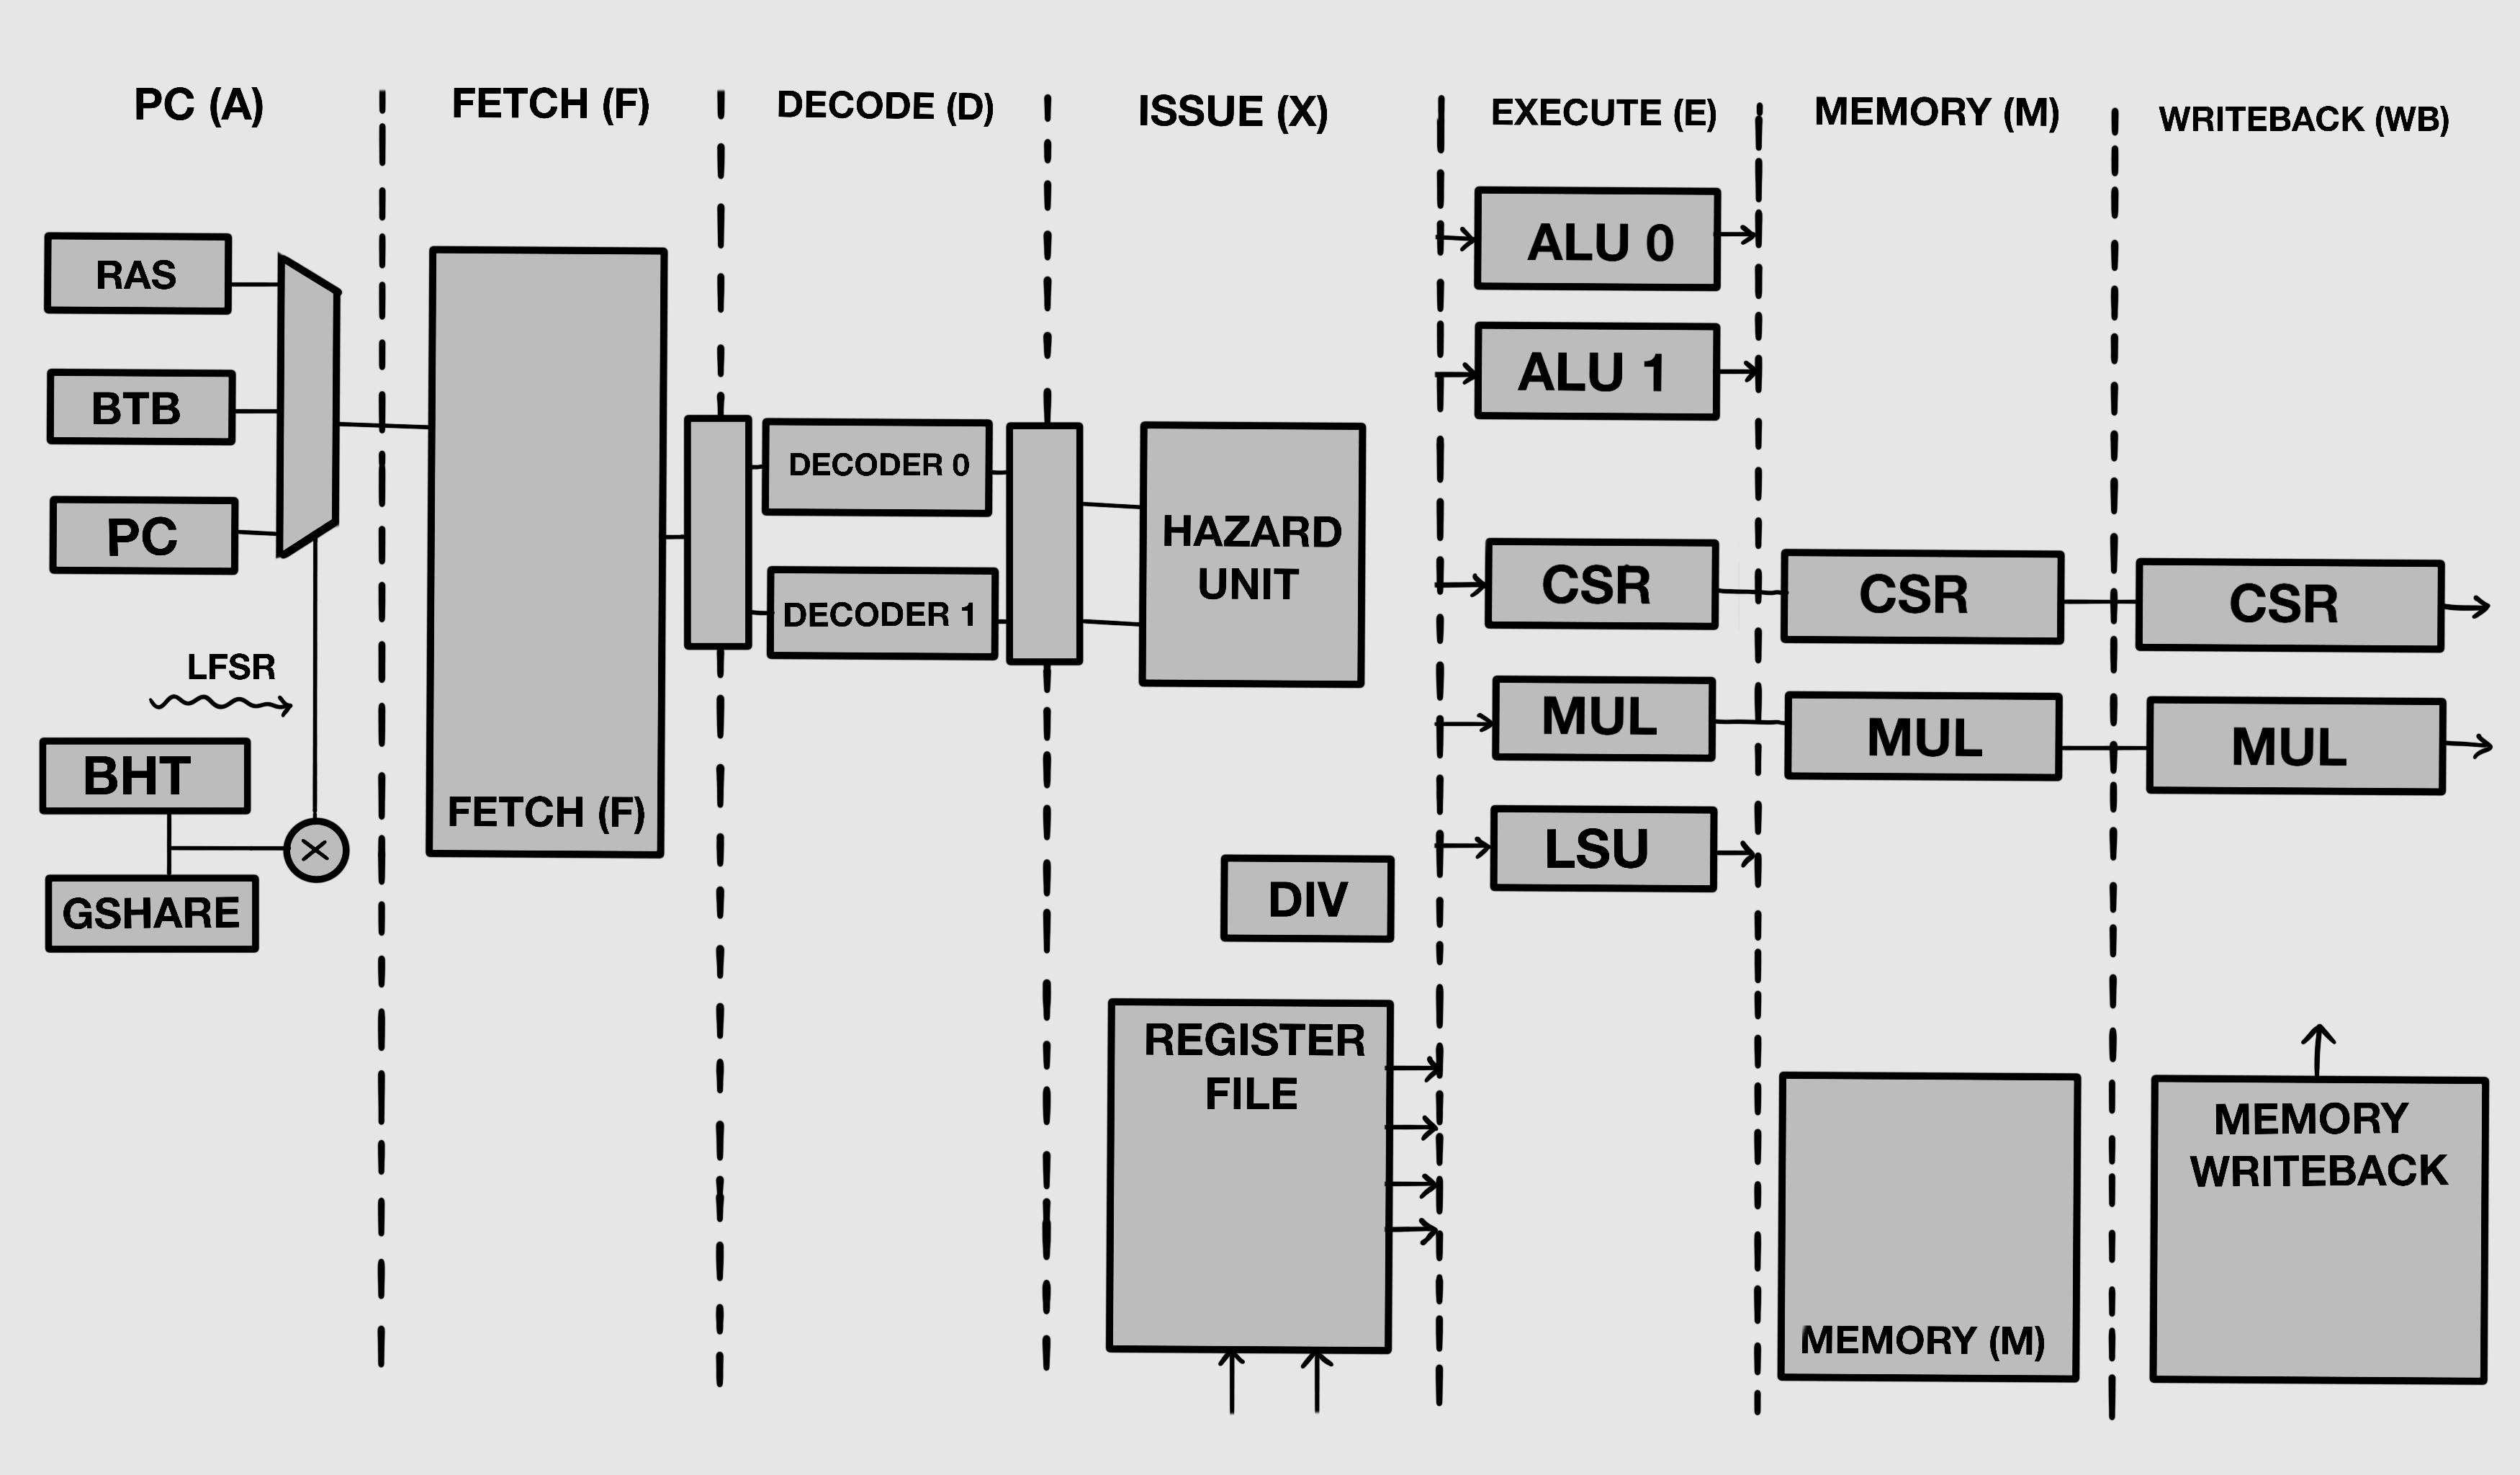 PC (A)
FETCH (F)
DECODE (D)
ISSUE (X)
EXECUTE (E)
MEMORY (M)
WRITEBACK (WB)
RAS
BTB
PC
LFSR
BHT
GSHARE
FETCH (F)
DECODER 0
DECODER 1
HAZARD
UNIT
DIV
REGISTER
FILE
ALU 0
ALU 1
CSR
MUL
LSU
CSR
MUL
MEMORY (M)
CSR
MUL
MEMORY
WRITEBACK